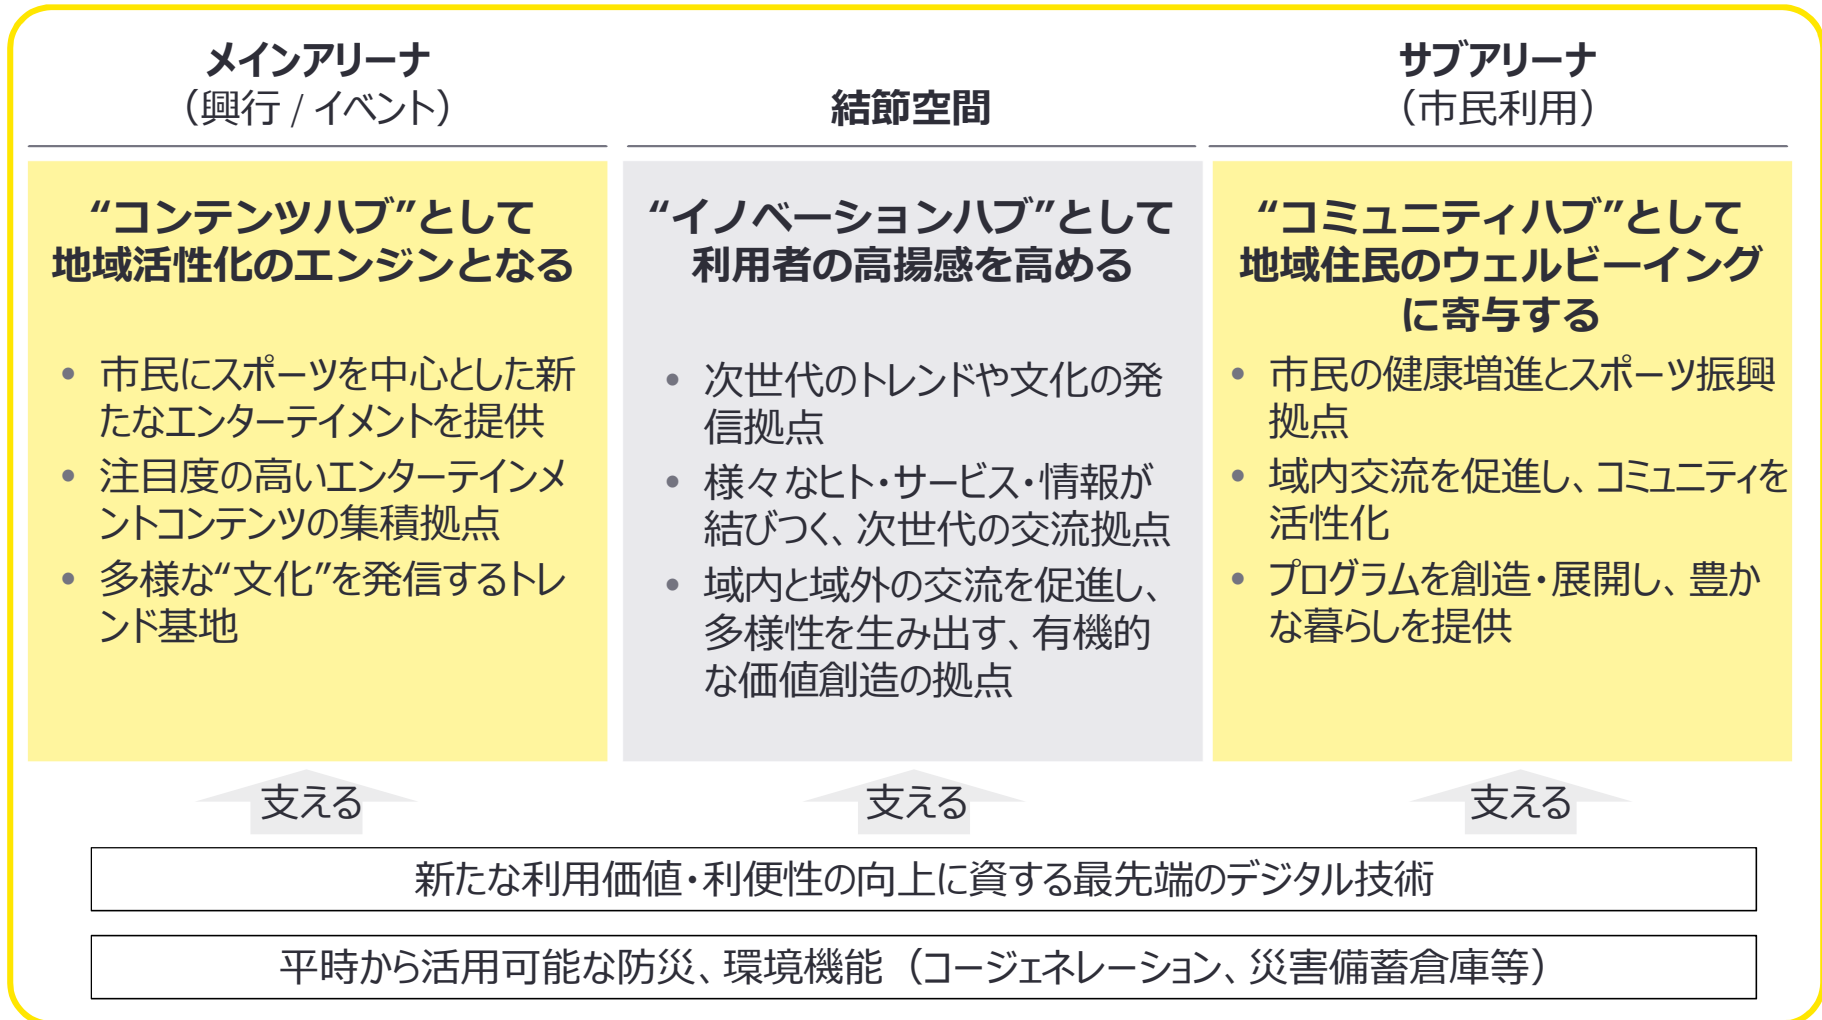 メインアリーナ
（興行 / イベント）
結節空間
サブアリーナ
（市民利用）
“コンテンツハブ”として
地域活性化のエンジンとなる
• 市民にスポーツを中心とした新
たなエンターテイメントを提供
• 注目度の高いエンターテインメ
ントコンテンツの集積拠点
• 多様な“文化”を発信するトレ
ンド基地
“イノベーションハブ”として
利用者の高揚感を高める
• 次世代のトレンドや文化の発
信拠点
• 様々なヒト・サービス・情報が
結びつく、次世代の交流拠点
• 域内と域外の交流を促進し、
多様性を生み出す、有機的
な価値創造の拠点
“コミュニティハブ”として
地域住民のウェルビーイング
に寄与する
• 市民の健康増進とスポーツ振興
拠点
• 域内交流を促進し、コミュニティを
活性化
• プログラムを創造・展開し、豊か
な暮らしを提供
支える
支える
支える
新たな利用価値・利便性の向上に資する最先端のデジタル技術
平時から活用可能な防災、環境機能（コージェネレーション、災害備蓄倉庫等）